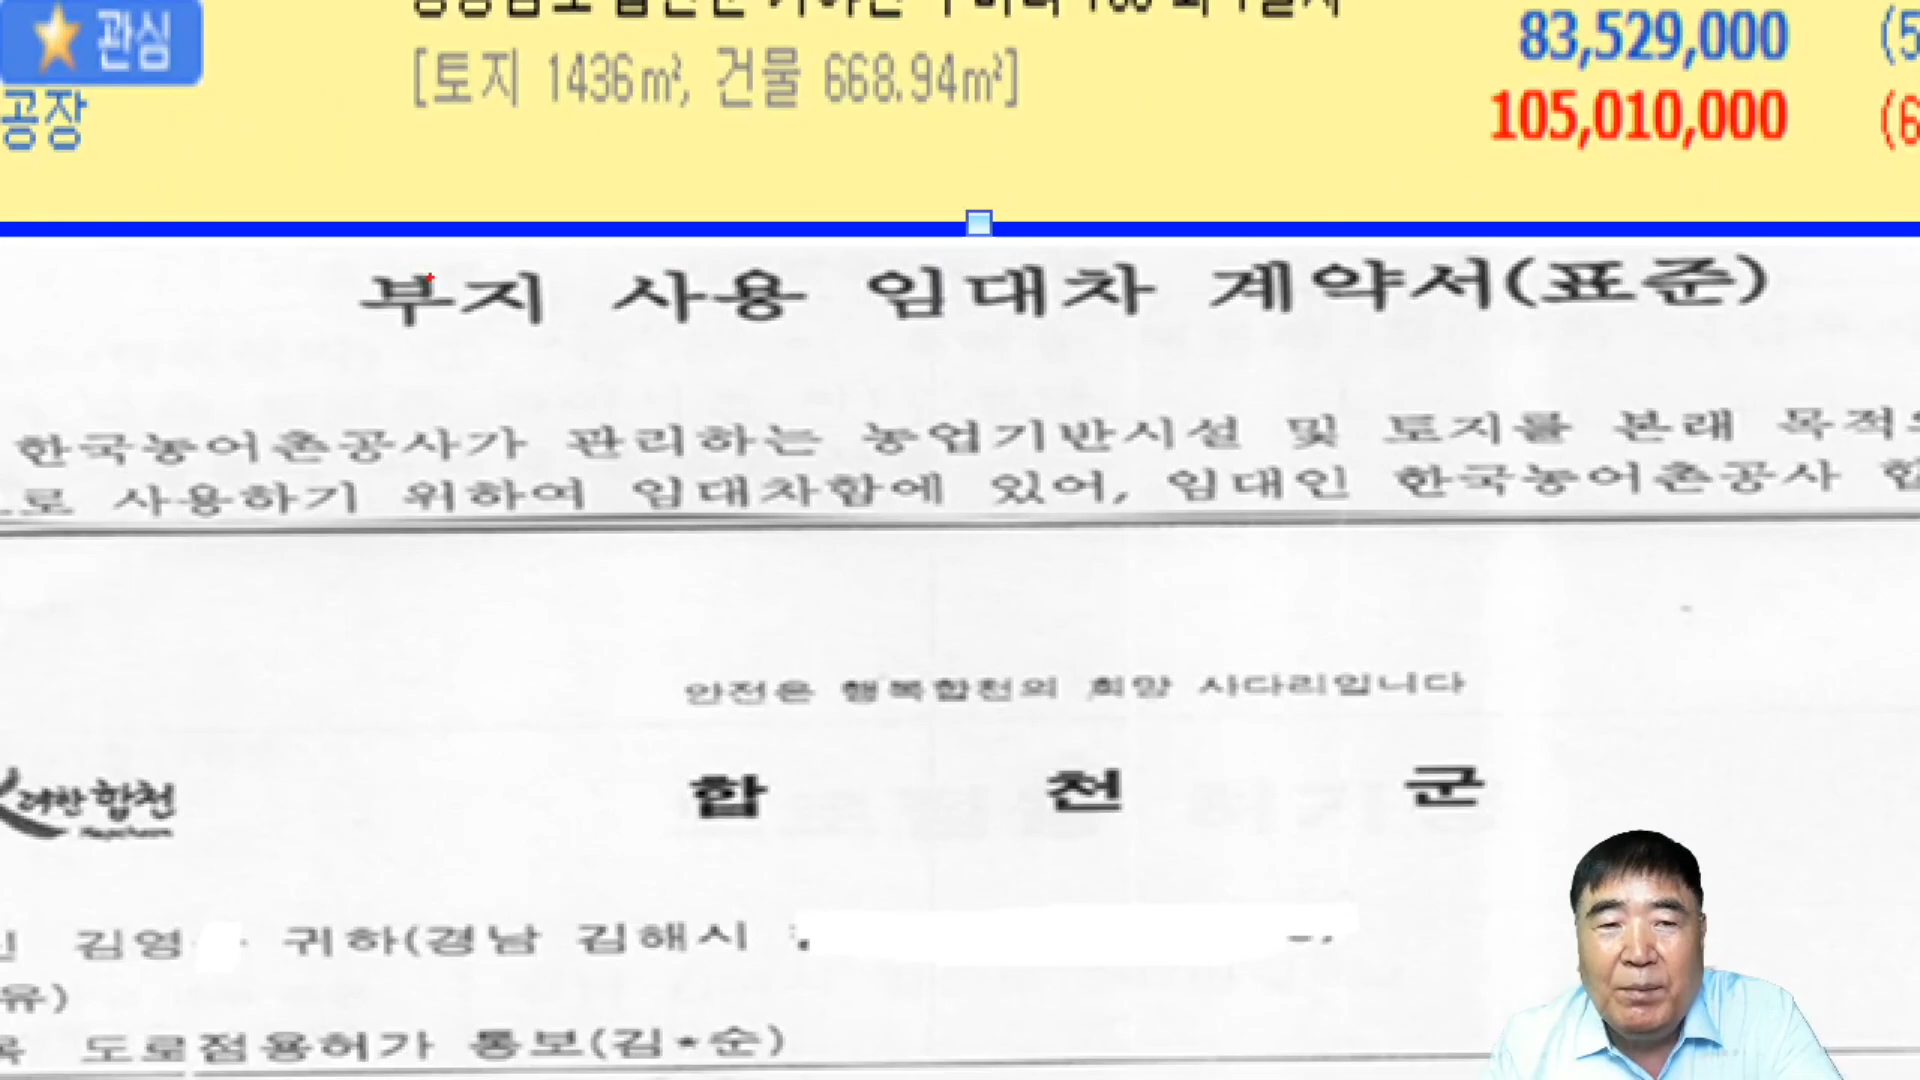 관심
83,529,000 (5
[토지 1436㎡, 건물 668.94㎡]
공장
105,010,000 (6
부지 사용 임대차 계약서(표준)
한국농어촌공사가 관리하는 농업기반시설 및 토지를 본래 목적
로 사용하기 위하여 임대차함에 있어, 임대인 한국농어촌공사 합
안전은 행복합천의 희망 사다리입니다
합천
합 천 군
김영 귀하(경남 김해시
유)
도로점용허가 통보(김*순)